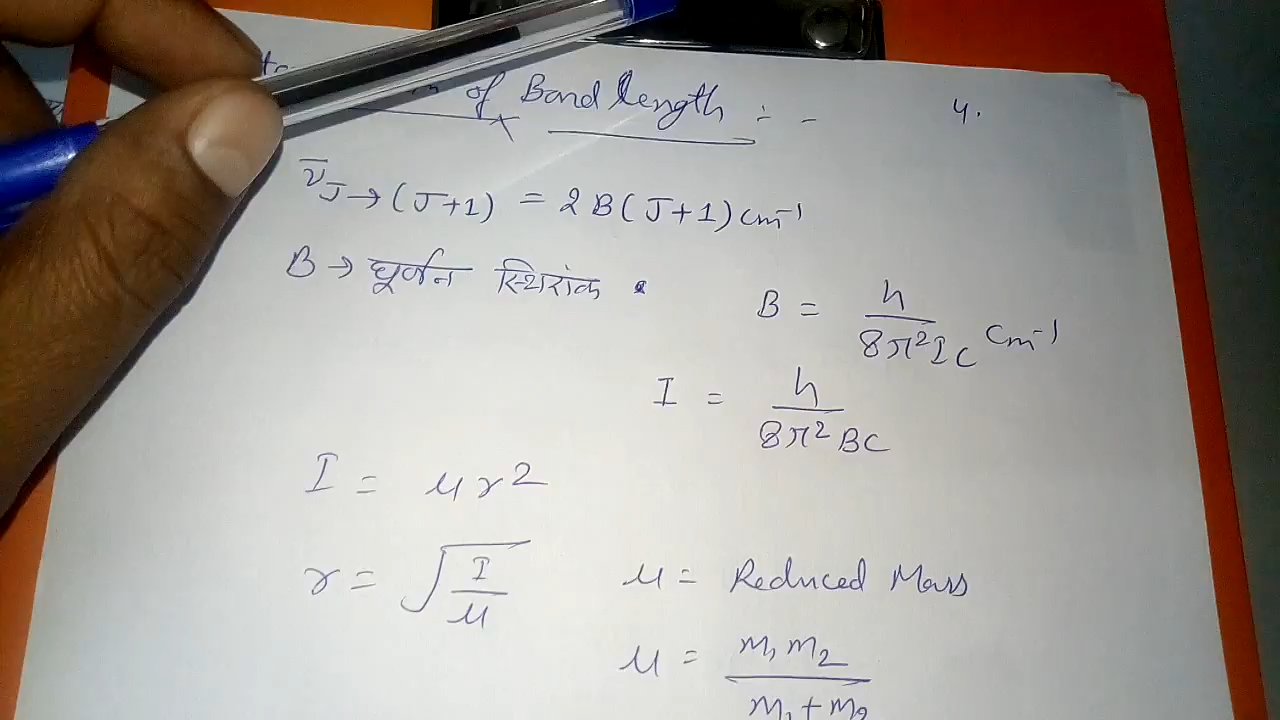 of Bond length :-
4.
ν̅ J → (J+1) = 2B(J+1) cm⁻¹
B → घूर्णन स्थिरांक
B = h / 8π²Ic cm⁻¹
I = h / 8π²BC
I = μr²
r = √(I/μ)
μ = Reduced Mass
μ = m₁m₂ / m₁+m₂